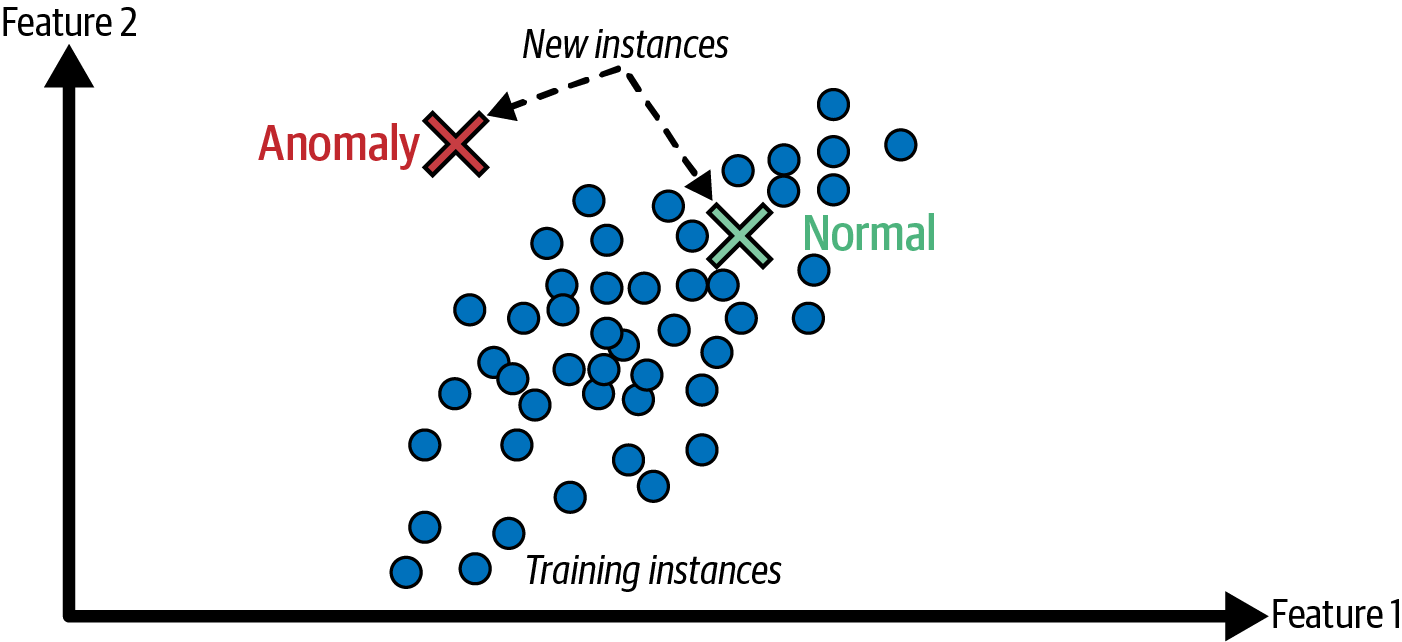 Feature 2
New instances
Anomaly
Normal
Training instances
Feature 1